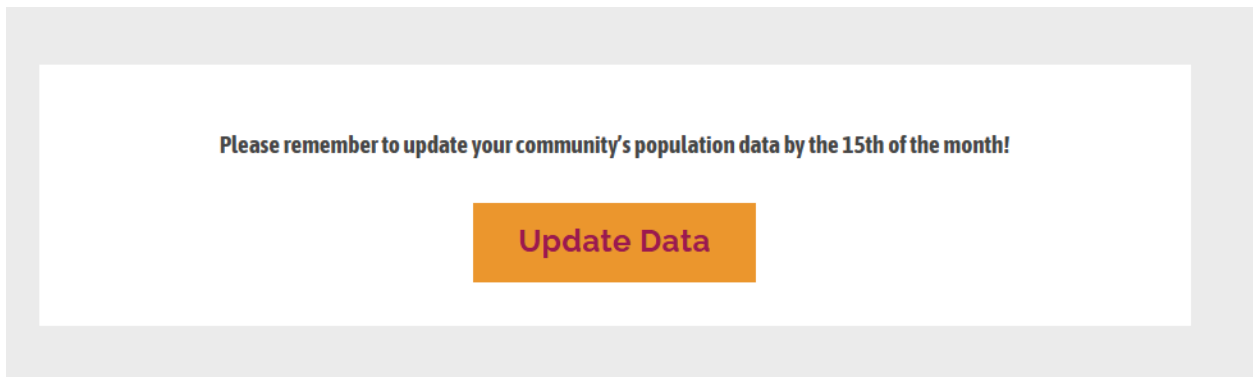 Please remember to update your community’s population data by the 15th of the month!
Update Data